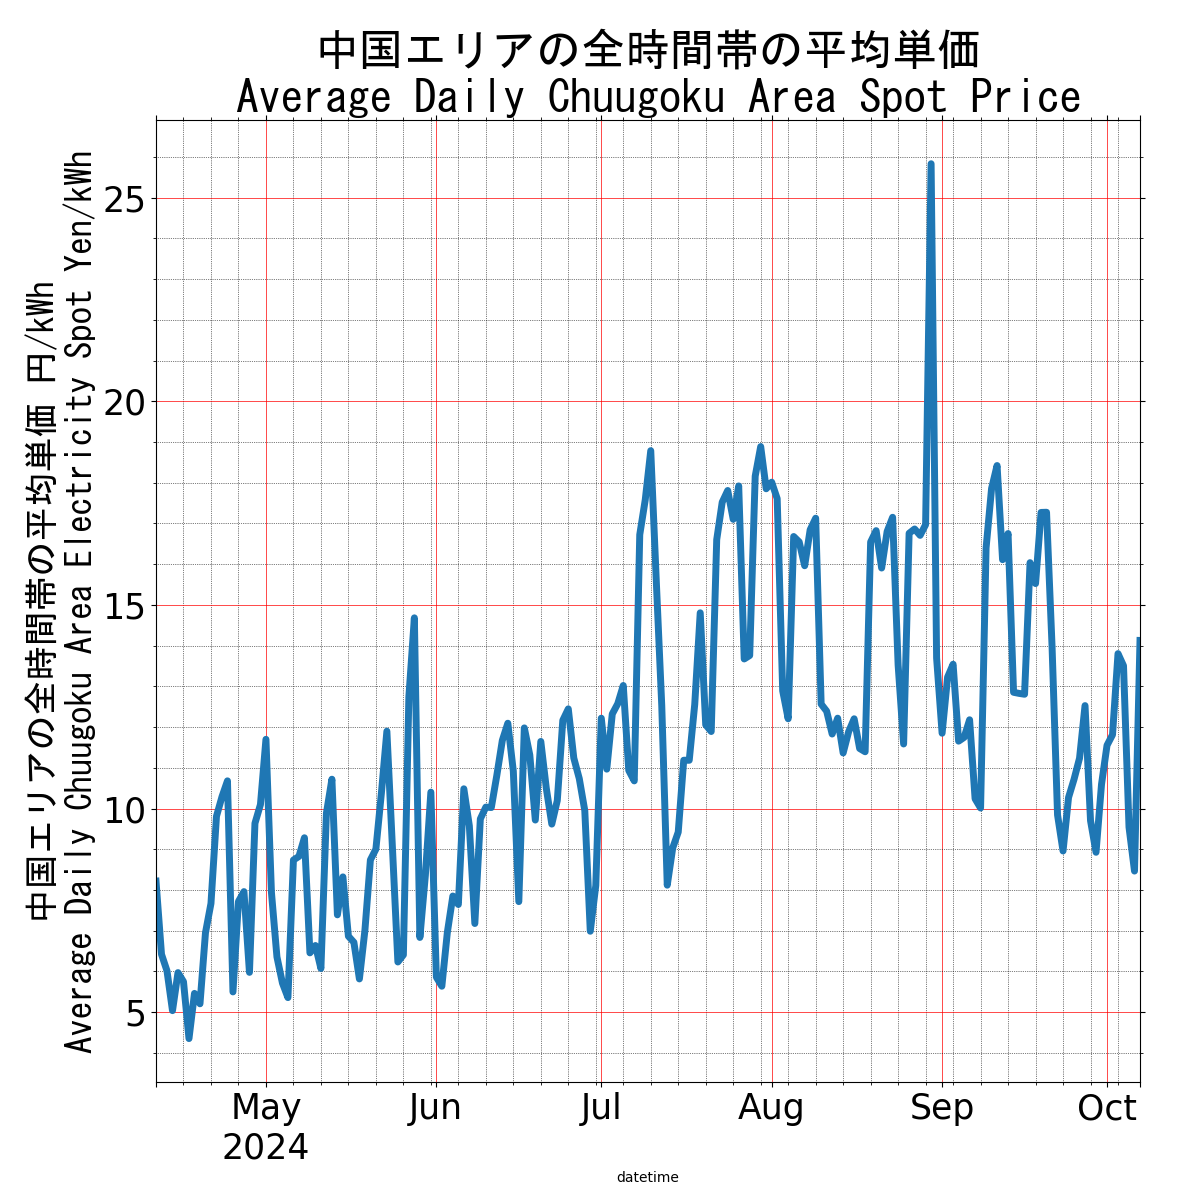 中国エリアの全時間帯の平均単価
Average Daily Chuugoku Area Spot Price
中国エリアの全時間帯の平均単価 円/kWh
Average Daily Chuugoku Area Electricity Spot Yen/kWh
25
20
15
10
5
May
2024
Jun
Jul
Aug
Sep
Oct
datetime